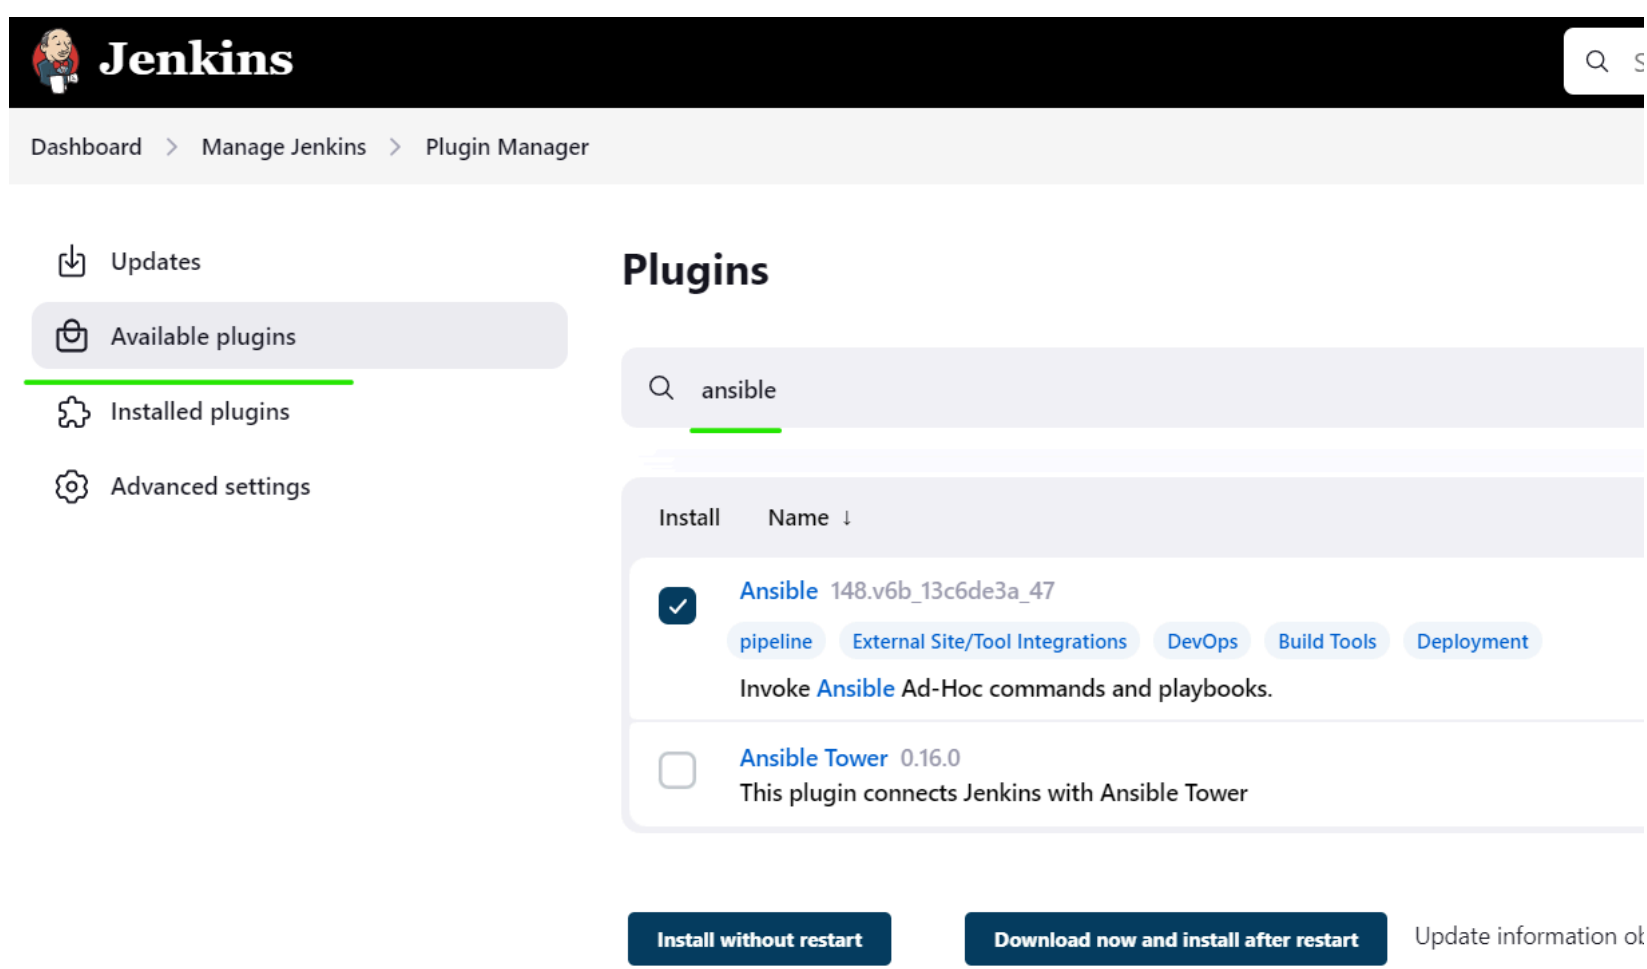 Jenkins
Dashboard > Manage Jenkins > Plugin Manager
Updates
Available plugins
Installed plugins
Advanced settings
Plugins
ansible
Install Name ↓
Ansible 148.v6b_13c6de3a_47
pipeline External Site/Tool Integrations DevOps Build Tools Deployment
Invoke Ansible Ad-Hoc commands and playbooks.
Ansible Tower 0.16.0
This plugin connects Jenkins with Ansible Tower
Install without restart Download now and install after restart Update information